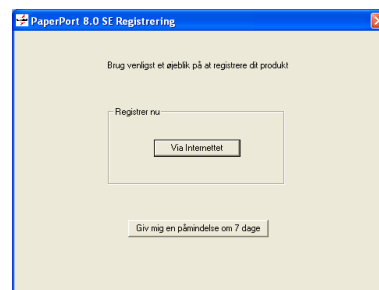 PaperPort 8.0 SE Registrering
Brug venligst et øjeblik på at registrere dit produkt
Registrer nu
Via Internettet
Giv mig en påmindelse om 7 dage